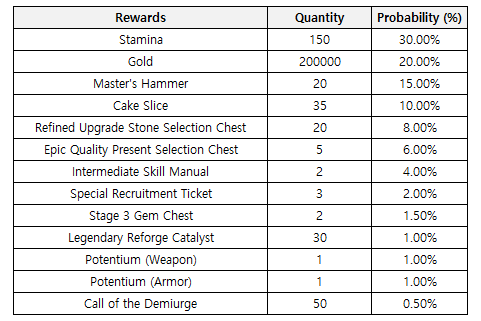 Rewards Quantity Probability (%)
Stamina 150 30.00%
Gold 200000 20.00%
Master's Hammer 20 15.00%
Cake Slice 35 10.00%
Refined Upgrade Stone Selection Chest 20 8.00%
Epic Quality Present Selection Chest 5 6.00%
Intermediate Skill Manual 2 4.00%
Special Recruitment Ticket 3 2.00%
Stage 3 Gem Chest 2 1.50%
Legendary Reforge Catalyst 30 1.00%
Potentium (Weapon) 1 1.00%
Potentium (Armor) 1 1.00%
Call of the Demiurge 50 0.50%